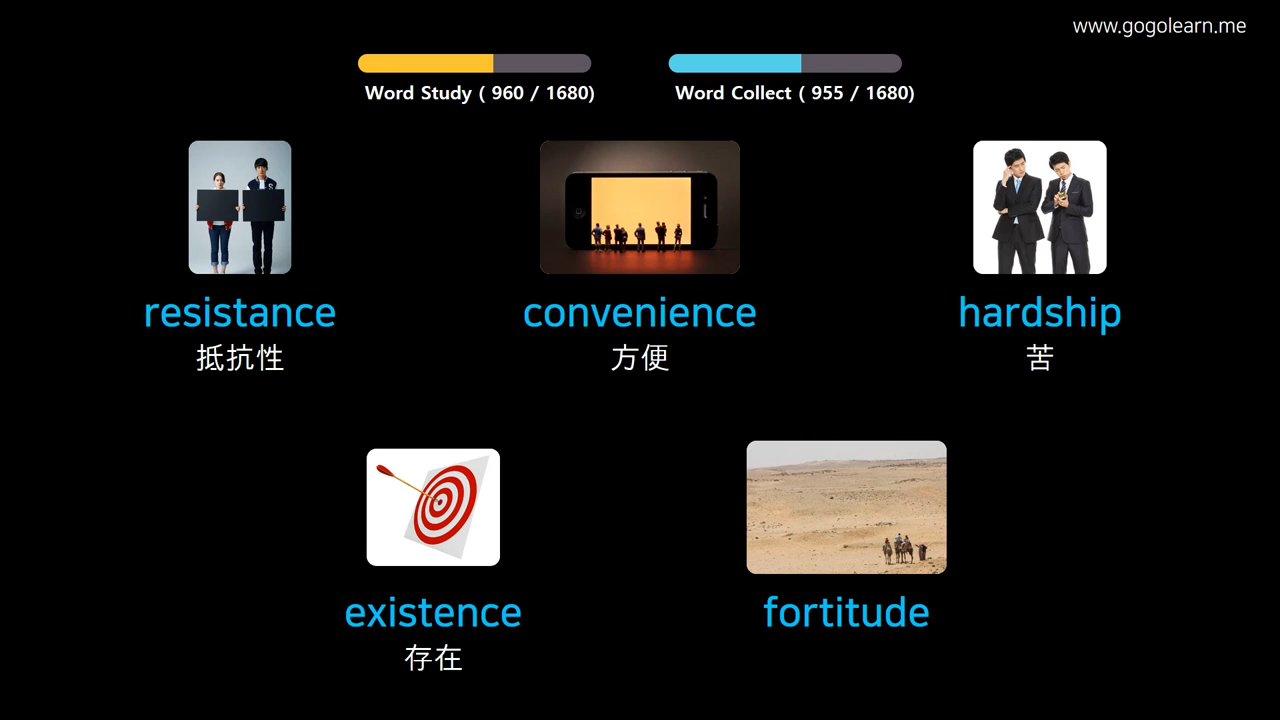 www.gogolearn.me
Word Study ( 960 / 1680)
Word Collect ( 955 / 1680)
resistance
抵抗性
convenience
方便
hardship
苦
existence
存在
fortitude